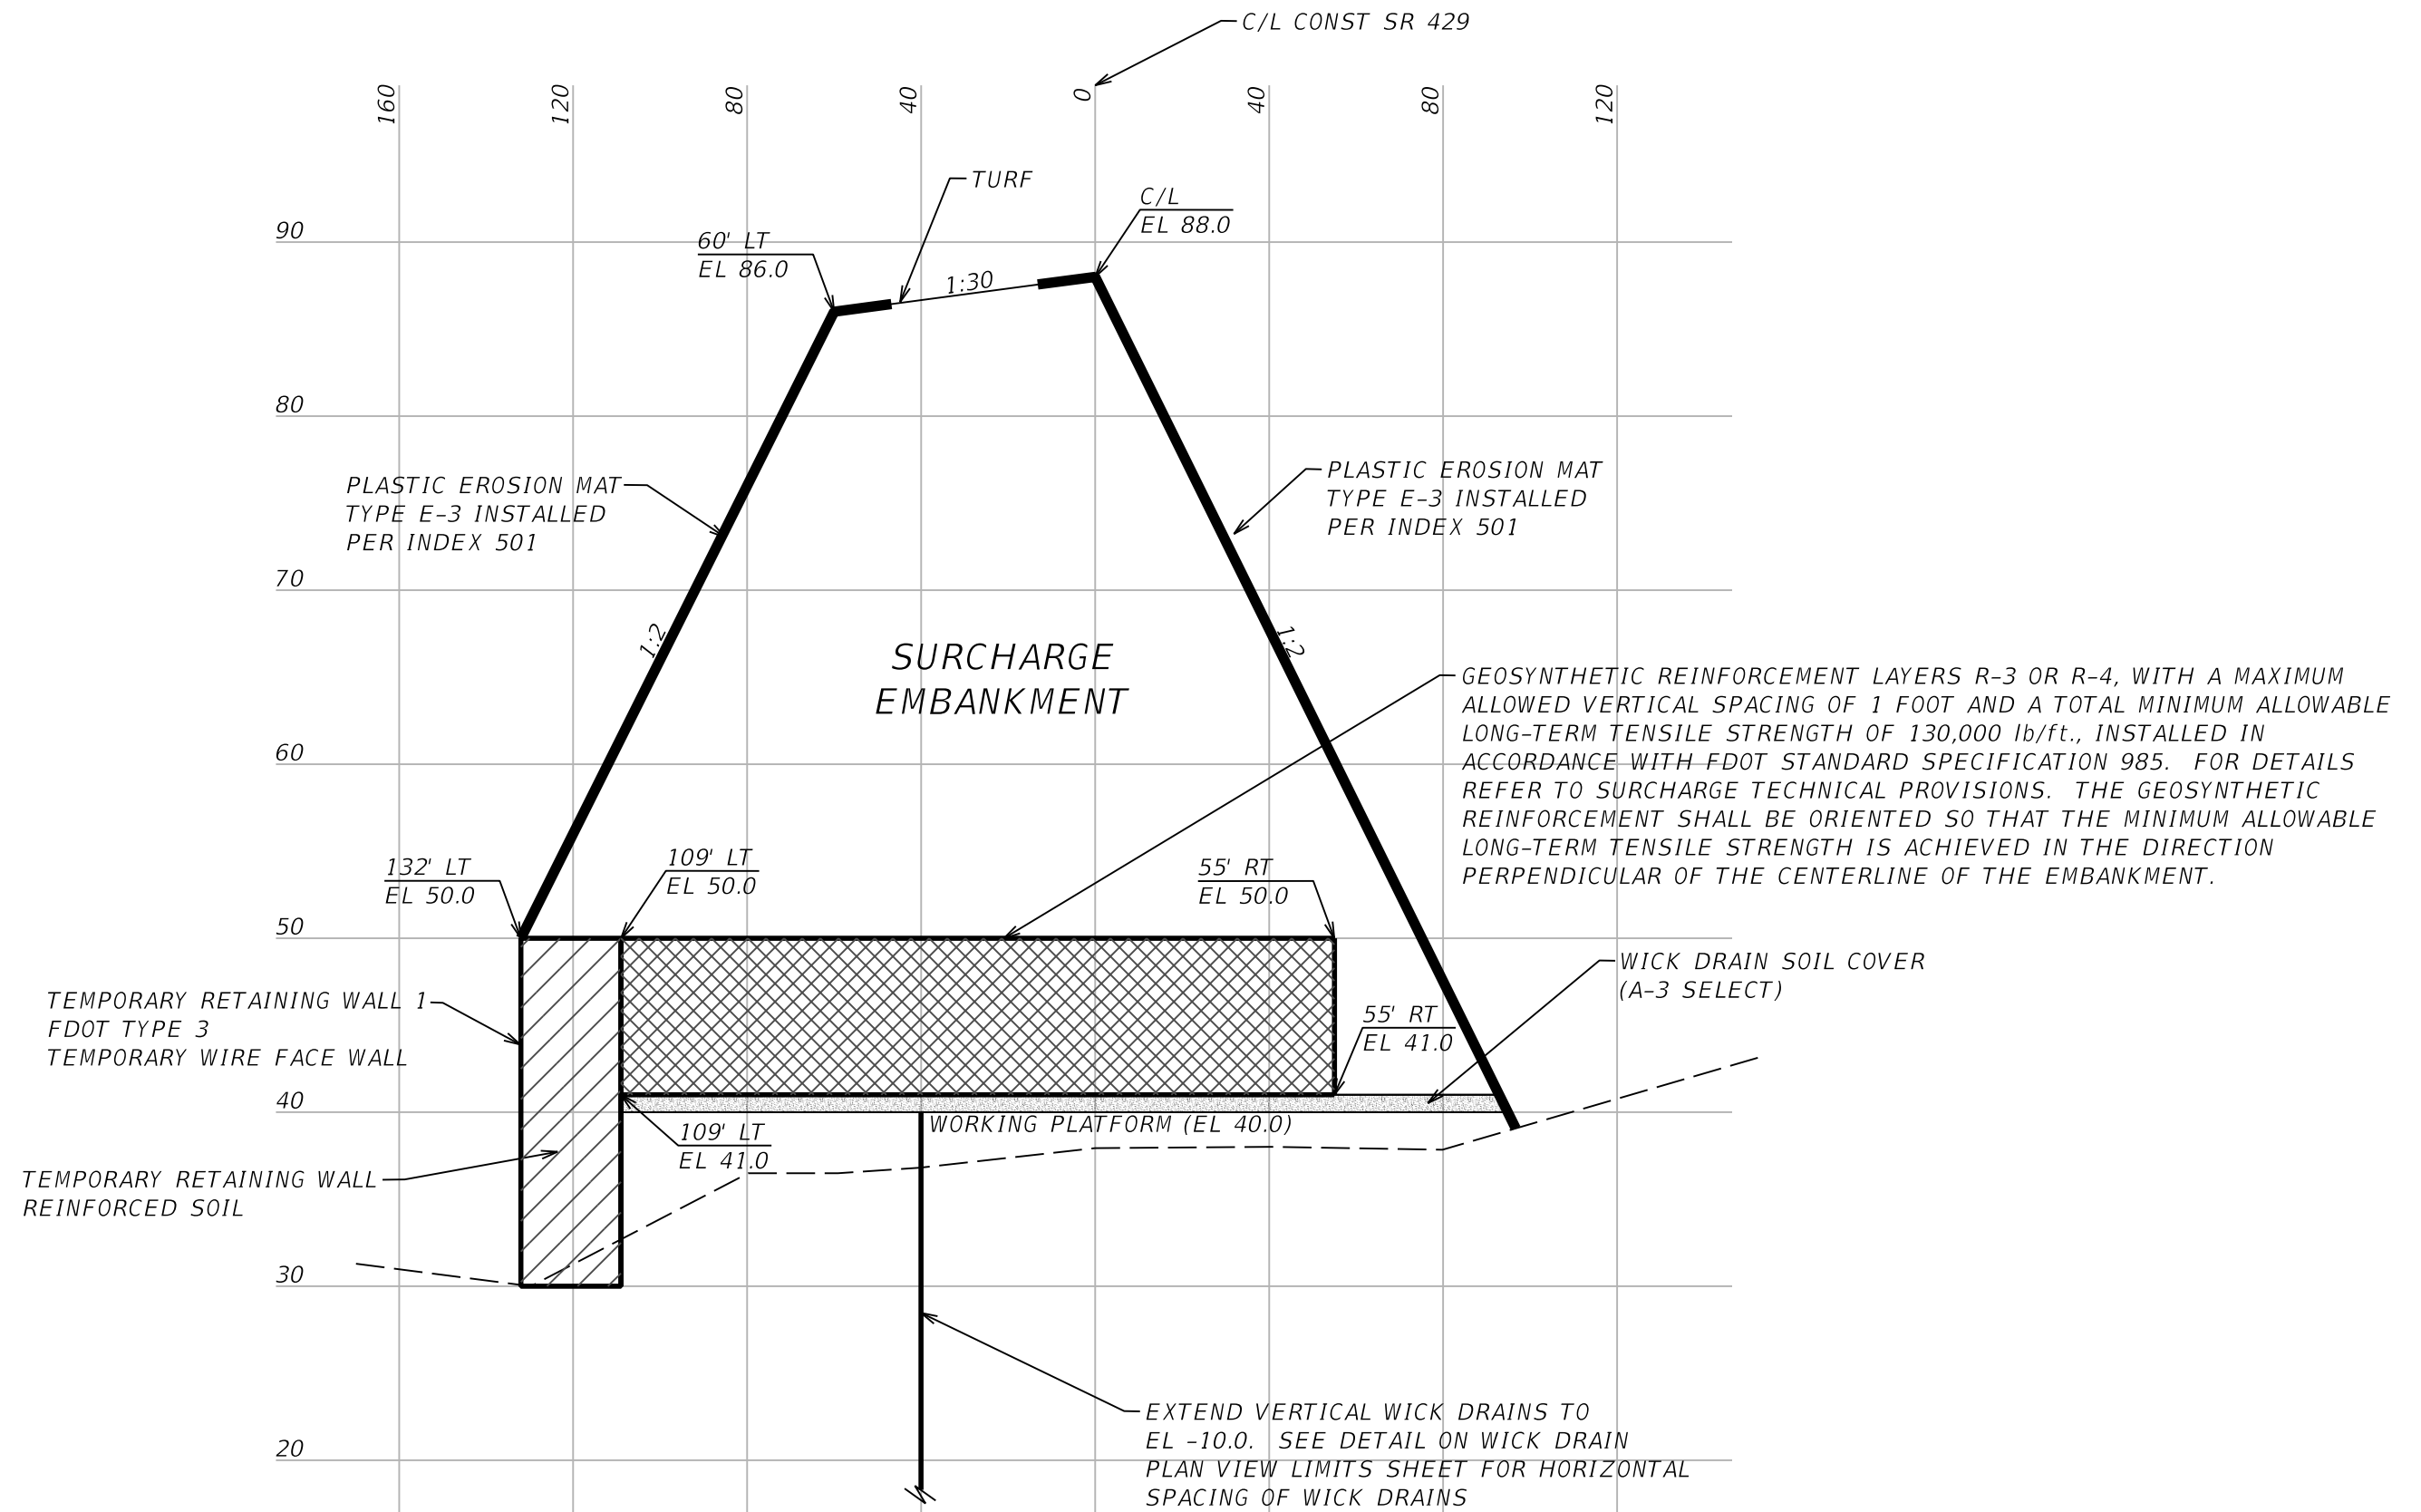 C/L CONST SR 429
160
120
80
40
0
40
80
120
TURF
C/L
EL 88.0
90
60' LT
EL 86.0
1:30
80
PLASTIC EROSION MAT
TYPE E-3 INSTALLED
PER INDEX 501
PLASTIC EROSION MAT
TYPE E-3 INSTALLED
PER INDEX 501
70
1:2
1:2
SURCHARGE
EMBANKMENT
GEOSYNTHETIC REINFORCEMENT LAYERS R-3 OR R-4, WITH A MAXIMUM
ALLOWED VERTICAL SPACING OF 1 FOOT AND A TOTAL MINIMUM ALLOWABLE
LONG-TERM TENSILE STRENGTH OF 130,000 lb/ft., INSTALLED IN
ACCORDANCE WITH FDOT STANDARD SPECIFICATION 985. FOR DETAILS
REFER TO SURCHARGE TECHNICAL PROVISIONS. THE GEOSYNTHETIC
REINFORCEMENT SHALL BE ORIENTED SO THAT THE MINIMUM ALLOWABLE
LONG-TERM TENSILE STRENGTH IS ACHIEVED IN THE DIRECTION
PERPENDICULAR OF THE CENTERLINE OF THE EMBANKMENT.
60
132' LT
EL 50.0
109' LT
EL 50.0
55' RT
EL 50.0
50
WICK DRAIN SOIL COVER
(A-3 SELECT)
TEMPORARY RETAINING WALL 1
FDOT TYPE 3
TEMPORARY WIRE FACE WALL
55' RT
EL 41.0
40
WORKING PLATFORM (EL 40.0)
109' LT
EL 41.0
TEMPORARY RETAINING WALL
REINFORCED SOIL
30
EXTEND VERTICAL WICK DRAINS TO
EL -10.0. SEE DETAIL ON WICK DRAIN
PLAN VIEW LIMITS SHEET FOR HORIZONTAL
SPACING OF WICK DRAINS
20